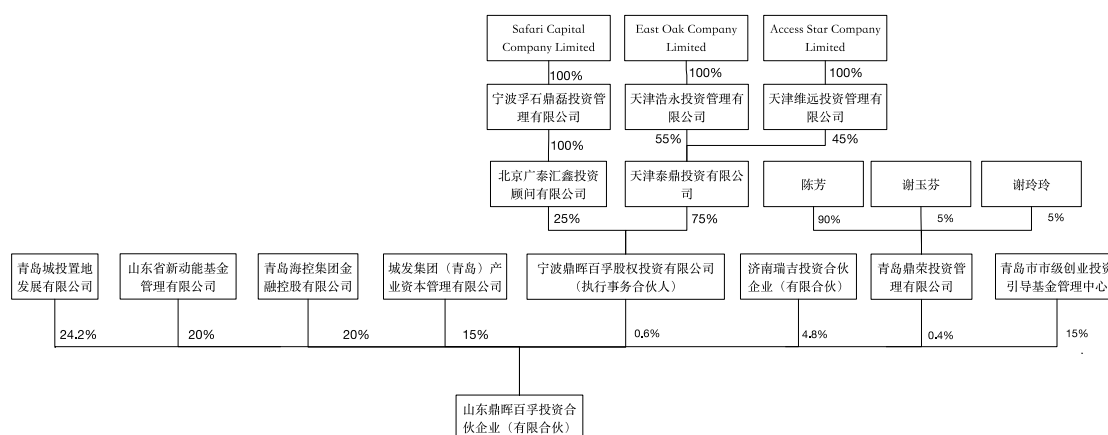 Safari Capital
Company Limited
East Oak Company
Limited
Access Star Company
Limited
100%
100%
100%
宁波孚石鼎磊投资管
理有限公司
天津浩永投资管理有
限公司
天津维远投资管理有
限公司
100%
55%
45%
北京广泰汇鑫投资
顾问有限公司
天津泰鼎投资有限公
司
陈芳
谢玉芬
谢玲玲
25%
75%
90%
5%
5%
青岛城投置地
发展有限公司
山东省新动能基金
管理有限公司
青岛海控集团金
融控股有限公司
城发集团（青岛）产
业资本管理有限公司
宁波鼎晖百孚股权投资有限公司
（执行事务合伙人）
济南瑞吉投资合伙
企业（有限合伙）
青岛鼎荣投资管
理有限公司
青岛市市级创业投资
引导基金管理中心
24.2%
20%
20%
15%
0.6%
4.8%
0.4%
15%
山东鼎晖百孚投资合
伙企业（有限合伙）